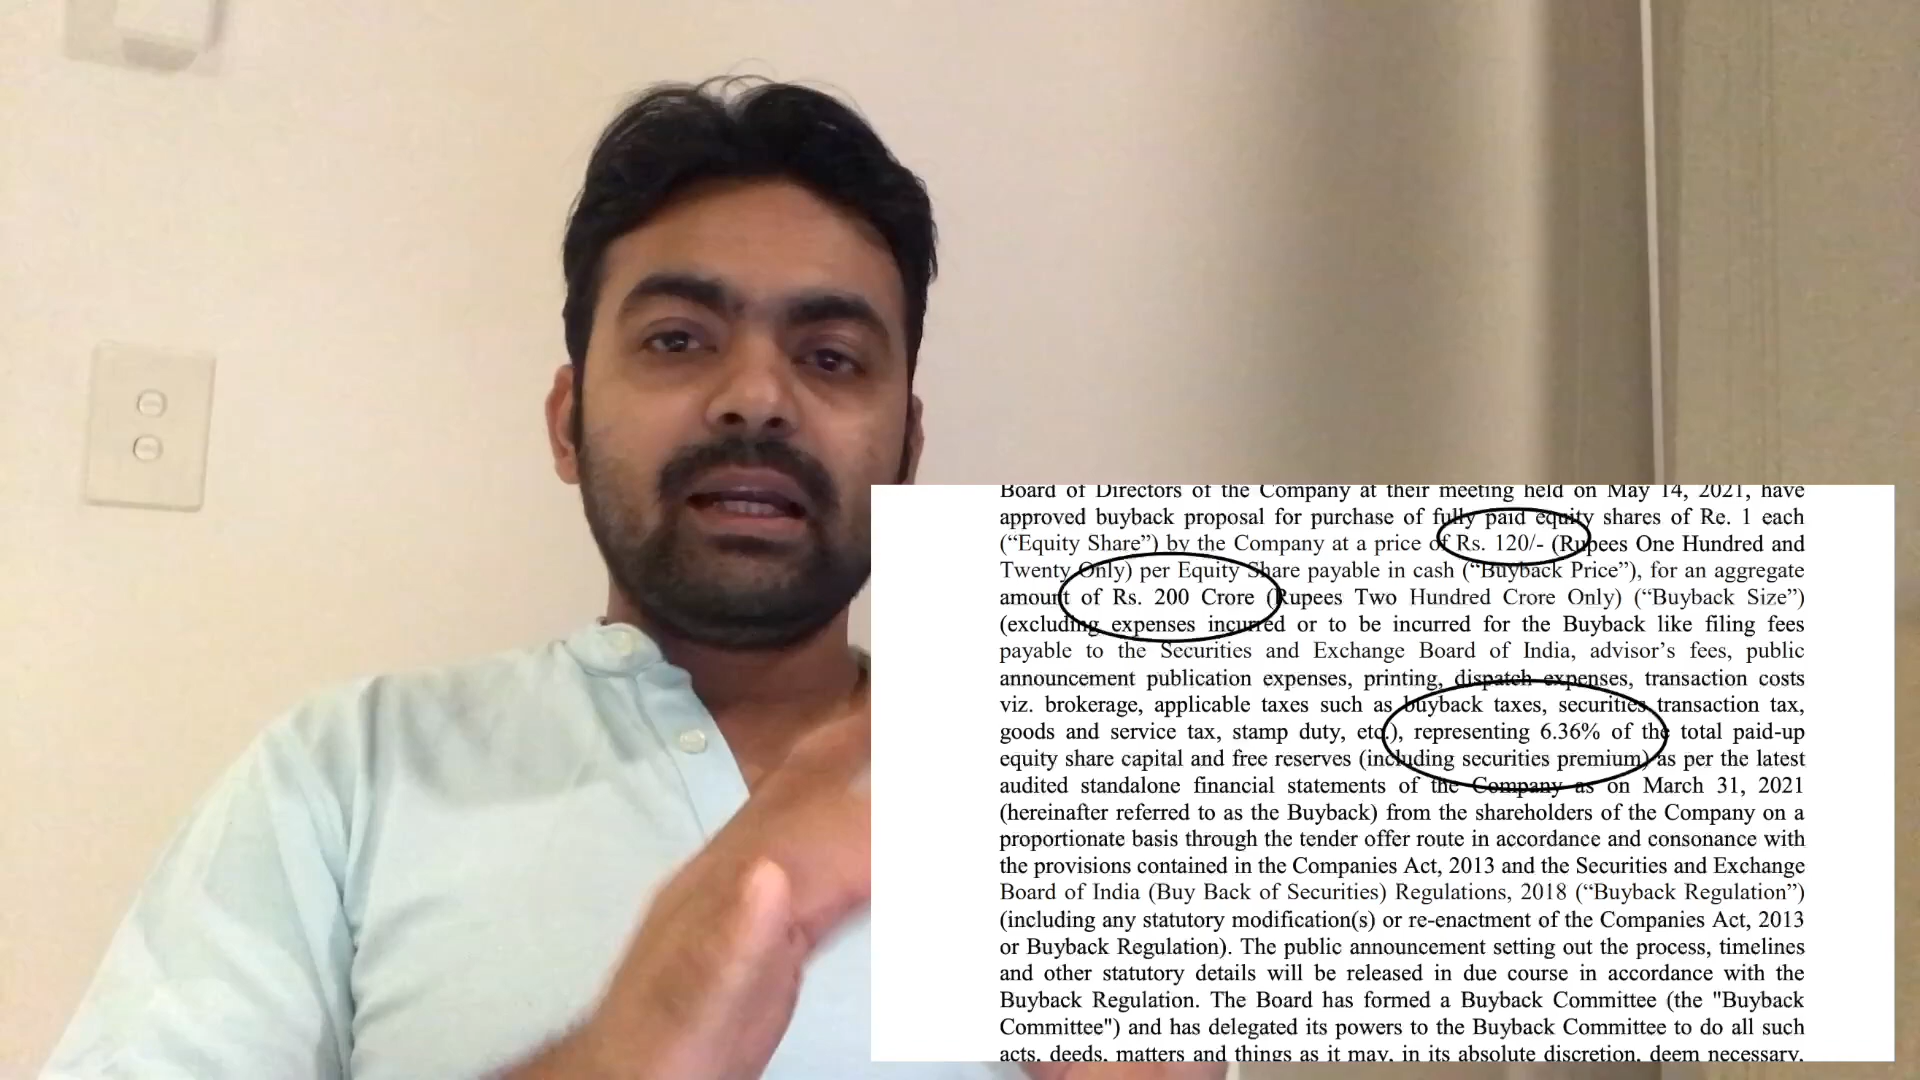 Board of Directors of the Company at their meeting held on May 14, 2021, have
approved buyback proposal for purchase of fully paid equity shares of Re. 1 each
(“Equity Share”) by the Company at a price of Rs. 120/- (Rupees One Hundred and
Twenty Only) per Equity Share payable in cash (“Buyback Price”), for an aggregate
amount of Rs. 200 Crore (Rupees Two Hundred Crore Only) (“Buyback Size”)
(excluding expenses incurred or to be incurred for the Buyback like filing fees
payable to the Securities and Exchange Board of India, advisor’s fees, public
announcement publication expenses, printing, dispatch expenses, transaction costs
viz. brokerage, applicable taxes such as buyback taxes, securities transaction tax,
goods and service tax, stamp duty, etc.), representing 6.36% of the total paid-up
equity share capital and free reserves (including securities premium) as per the latest
audited standalone financial statements of the Company as on March 31, 2021
(hereinafter referred to as the Buyback) from the shareholders of the Company on a
proportionate basis through the tender offer route in accordance and consonance with
the provisions contained in the Companies Act, 2013 and the Securities and Exchange
Board of India (Buy Back of Securities) Regulations, 2018 (“Buyback Regulation”)
(including any statutory modification(s) or re-enactment of the Companies Act, 2013
or Buyback Regulation). The public announcement setting out the process, timelines
and other statutory details will be released in due course in accordance with the
Buyback Regulation. The Board has formed a Buyback Committee (the "Buyback
Committee") and has delegated its powers to the Buyback Committee to do all such
acts, deeds, matters and things as it may, in its absolute discretion, deem necessary,